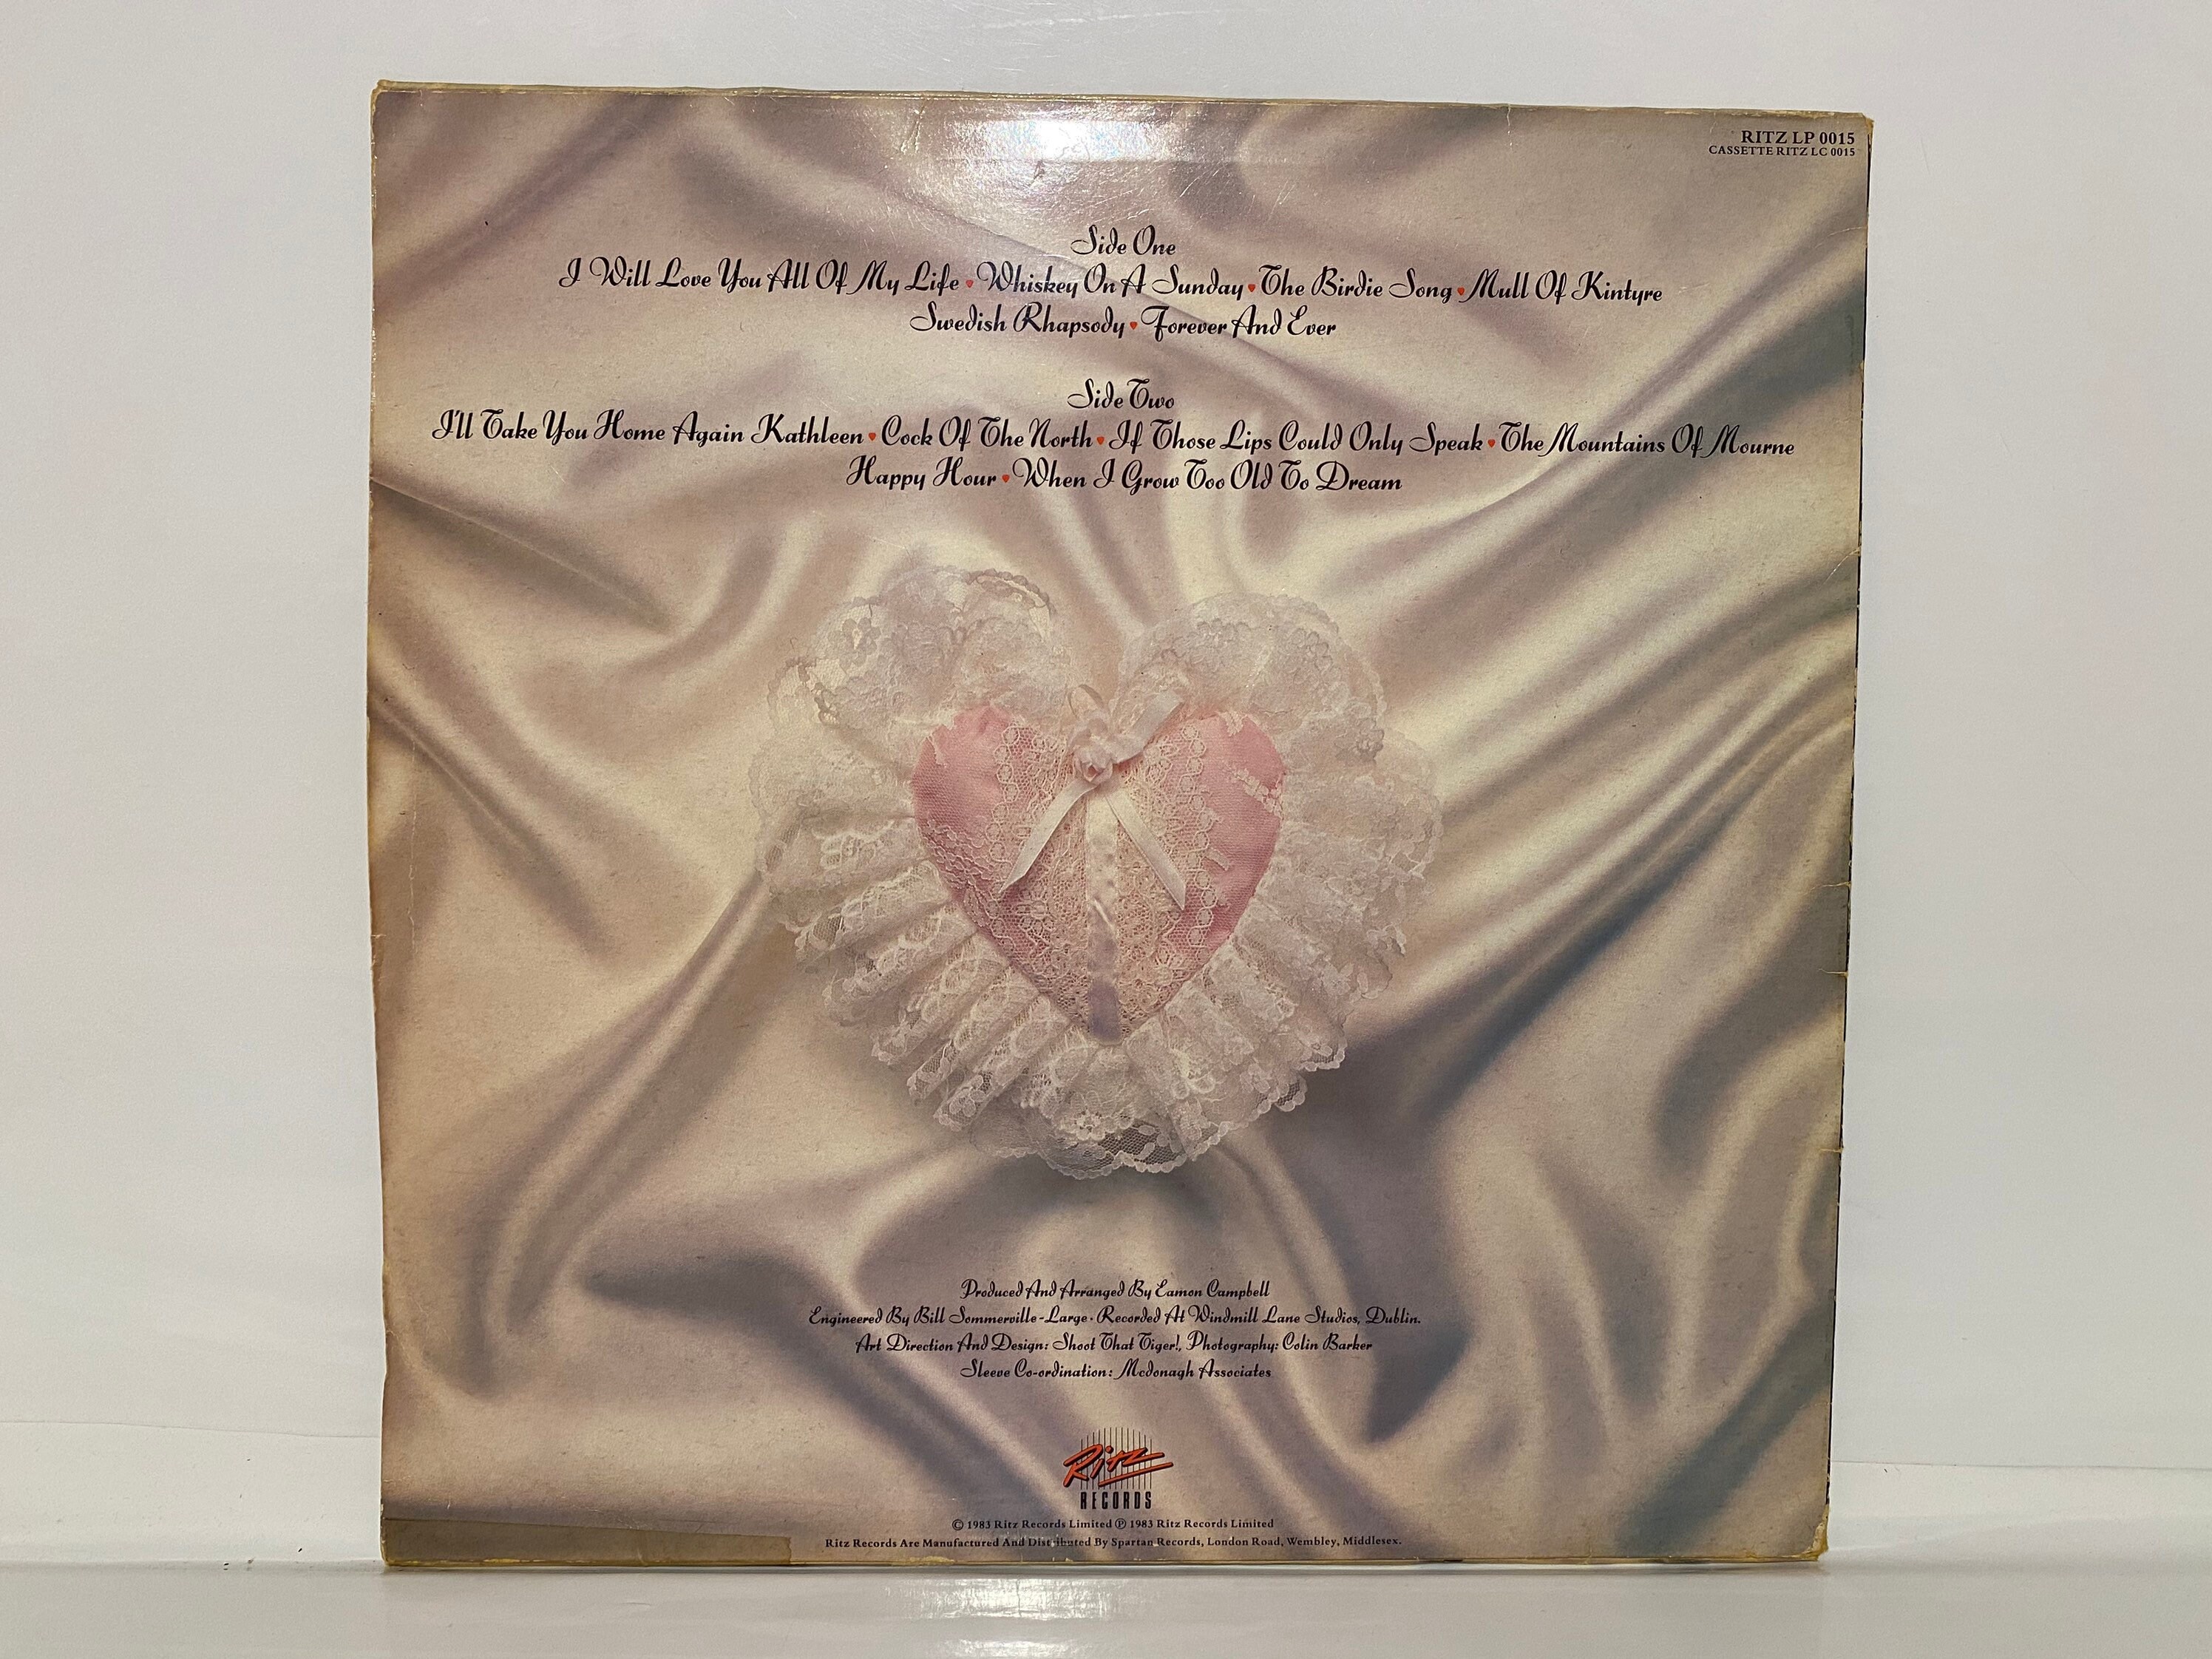 RITZ LP 0015
CASSETTE RITZ LC 0015
Side One
I Will Love You All Of My Life ♥ Whiskey On A Sunday ♥ The Birdie Song ♥ Mull Of Kintyre
Swedish Rhapsody ♥ Forever And Ever
Side Two
I'll Take You Home Again Kathleen ♥ Cock Of The North ♥ If Those Lips Could Only Speak ♥ The Mountains Of Mourne
Happy Hour ♥ When I Grow Too Old To Dream
Produced And Arranged By Eamon Campbell
Engineered By Bill Sommerville-Large · Recorded At Windmill Lane Studios, Dublin.
Art Direction And Design: Shoot That Tiger!, Photography: Colin Barker
Sleeve Co-ordination: Mcdonagh Associates
Ritz
RECORDS
© 1983 Ritz Records Limited ℗ 1983 Ritz Records Limited
Ritz Records Are Manufactured And Distributed By Spartan Records, London Road, Wembley, Middlesex.